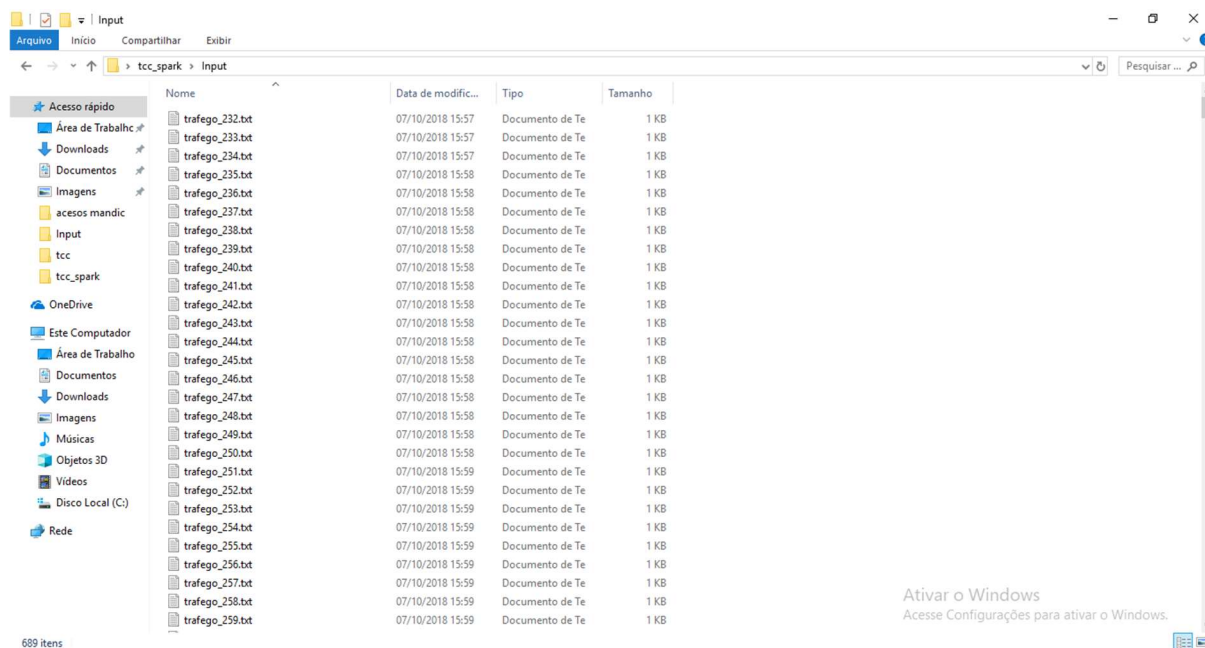 Input
Arquivo Início Compartilhar Exibir
tcc_spark Input Pesquisar ...
Nome Data de modific... Tipo Tamanho
Acesso rápido
Área de Trabalho
Downloads
Documentos
Imagens
acesos mandic
Input
tcc
tcc_spark
OneDrive
Este Computador
Área de Trabalho
Documentos
Downloads
Imagens
Músicas
Objetos 3D
Vídeos
Disco Local (C:)
Rede
trafego_232.txt 07/10/2018 15:57 Documento de Te 1 KB
trafego_233.txt 07/10/2018 15:57 Documento de Te 1 KB
trafego_234.txt 07/10/2018 15:57 Documento de Te 1 KB
trafego_235.txt 07/10/2018 15:58 Documento de Te 1 KB
trafego_236.txt 07/10/2018 15:58 Documento de Te 1 KB
trafego_237.txt 07/10/2018 15:58 Documento de Te 1 KB
trafego_238.txt 07/10/2018 15:58 Documento de Te 1 KB
trafego_239.txt 07/10/2018 15:58 Documento de Te 1 KB
trafego_240.txt 07/10/2018 15:58 Documento de Te 1 KB
trafego_241.txt 07/10/2018 15:58 Documento de Te 1 KB
trafego_242.txt 07/10/2018 15:58 Documento de Te 1 KB
trafego_243.txt 07/10/2018 15:58 Documento de Te 1 KB
trafego_244.txt 07/10/2018 15:58 Documento de Te 1 KB
trafego_245.txt 07/10/2018 15:58 Documento de Te 1 KB
trafego_246.txt 07/10/2018 15:58 Documento de Te 1 KB
trafego_247.txt 07/10/2018 15:58 Documento de Te 1 KB
trafego_248.txt 07/10/2018 15:58 Documento de Te 1 KB
trafego_249.txt 07/10/2018 15:58 Documento de Te 1 KB
trafego_250.txt 07/10/2018 15:58 Documento de Te 1 KB
trafego_251.txt 07/10/2018 15:59 Documento de Te 1 KB
trafego_252.txt 07/10/2018 15:59 Documento de Te 1 KB
trafego_253.txt 07/10/2018 15:59 Documento de Te 1 KB
trafego_254.txt 07/10/2018 15:59 Documento de Te 1 KB
trafego_255.txt 07/10/2018 15:59 Documento de Te 1 KB
trafego_256.txt 07/10/2018 15:59 Documento de Te 1 KB
trafego_257.txt 07/10/2018 15:59 Documento de Te 1 KB
trafego_258.txt 07/10/2018 15:59 Documento de Te 1 KB
trafego_259.txt 07/10/2018 15:59 Documento de Te 1 KB
Ativar o Windows
Acesse Configurações para ativar o Windows.
689 itens